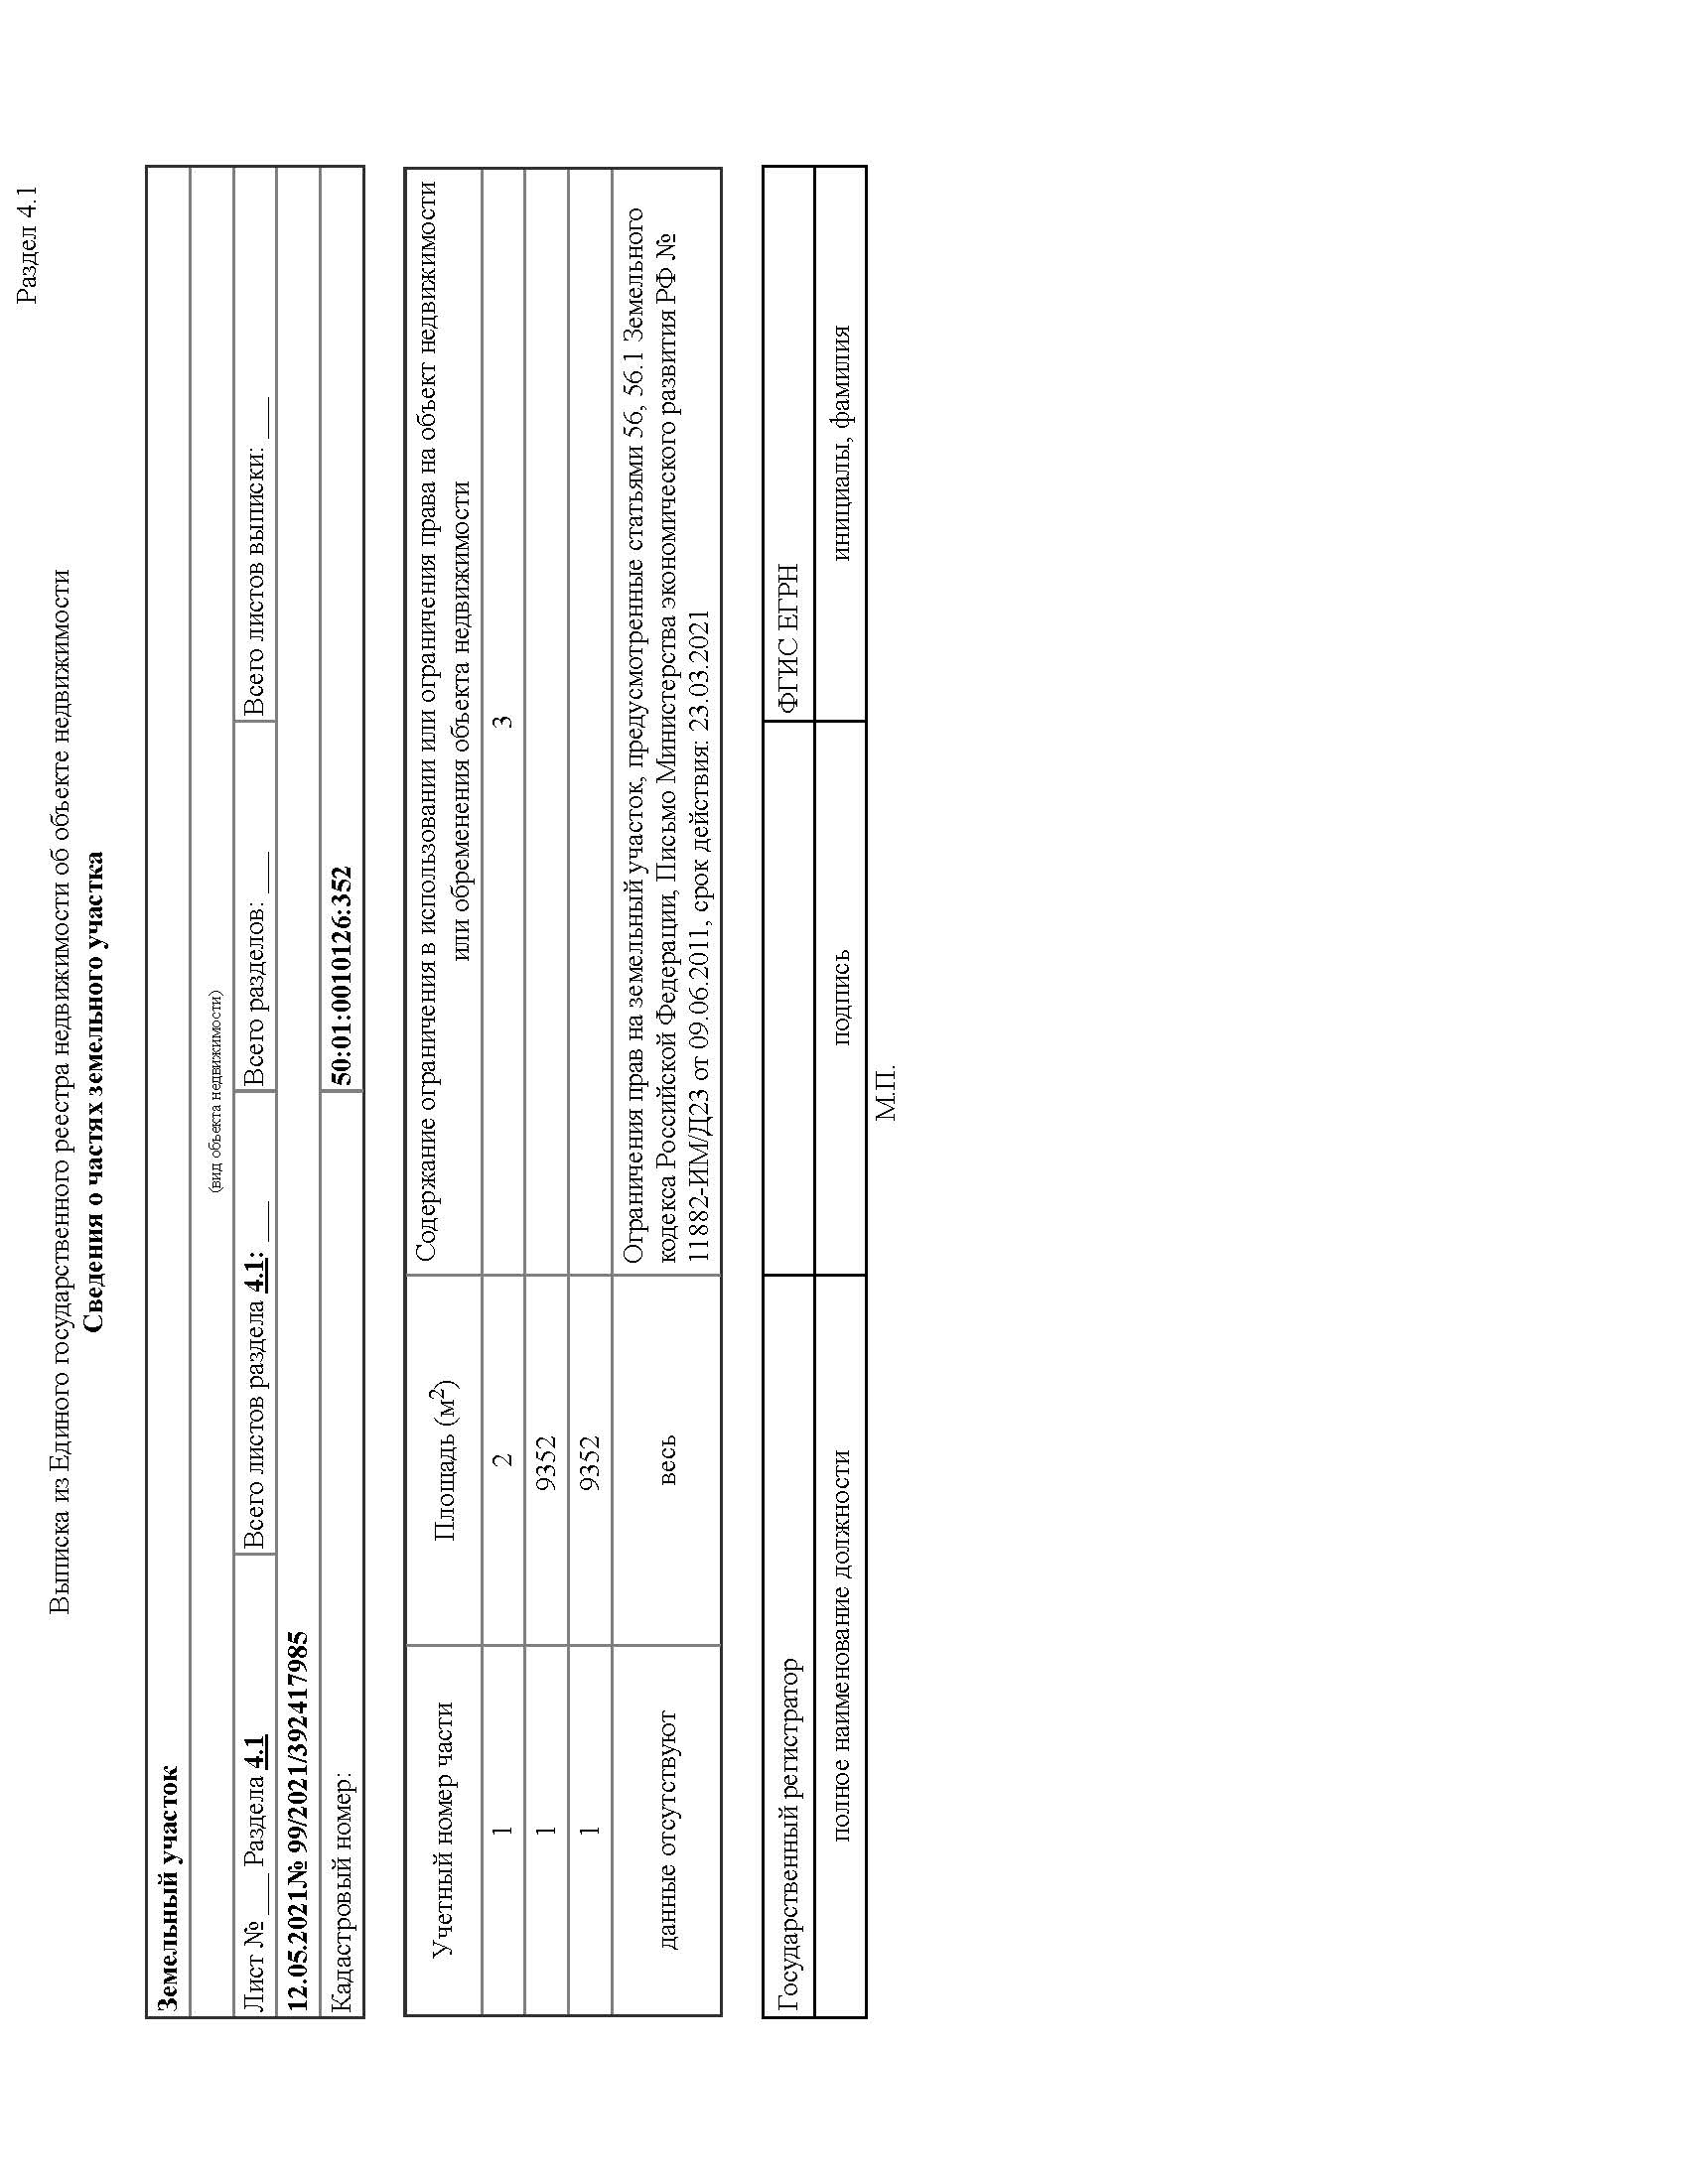 Раздел 4.1
Выписка из Единого государственного реестра недвижимости об объекте недвижимости
Сведения о частях земельного участка
Земельный участок
(вид объекта недвижимости)
Лист № ___ Раздела 4.1
Всего листов раздела 4.1: ___
Всего разделов: ___
Всего листов выписки: ___
12.05.2021№ 99/2021/392417985
Кадастровый номер:
50:01:0010126:352
Учетный номер части
Площадь (м²)
Содержание ограничения в использовании или ограничения права на объект недвижимости
или обременения объекта недвижимости
1
2
3
1
9352
1
9352
данные отсутствуют
весь
Ограничения прав на земельный участок, предусмотренные статьями 56, 56.1 Земельного
кодекса Российской Федерации, Письмо Министерства экономического развития РФ №
11882-ИМ/Д23 от 09.06.2011, срок действия: 23.03.2021
Государственный регистратор
ФГИС ЕГРН
полное наименование должности
подпись
инициалы, фамилия
М.П.